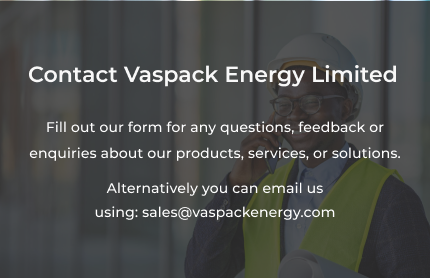 Contact Vaspack Energy Limited
Fill out our form for any questions, feedback or
enquiries about our products, services, or solutions.
Alternatively you can email us
using: sales@vaspackenergy.com